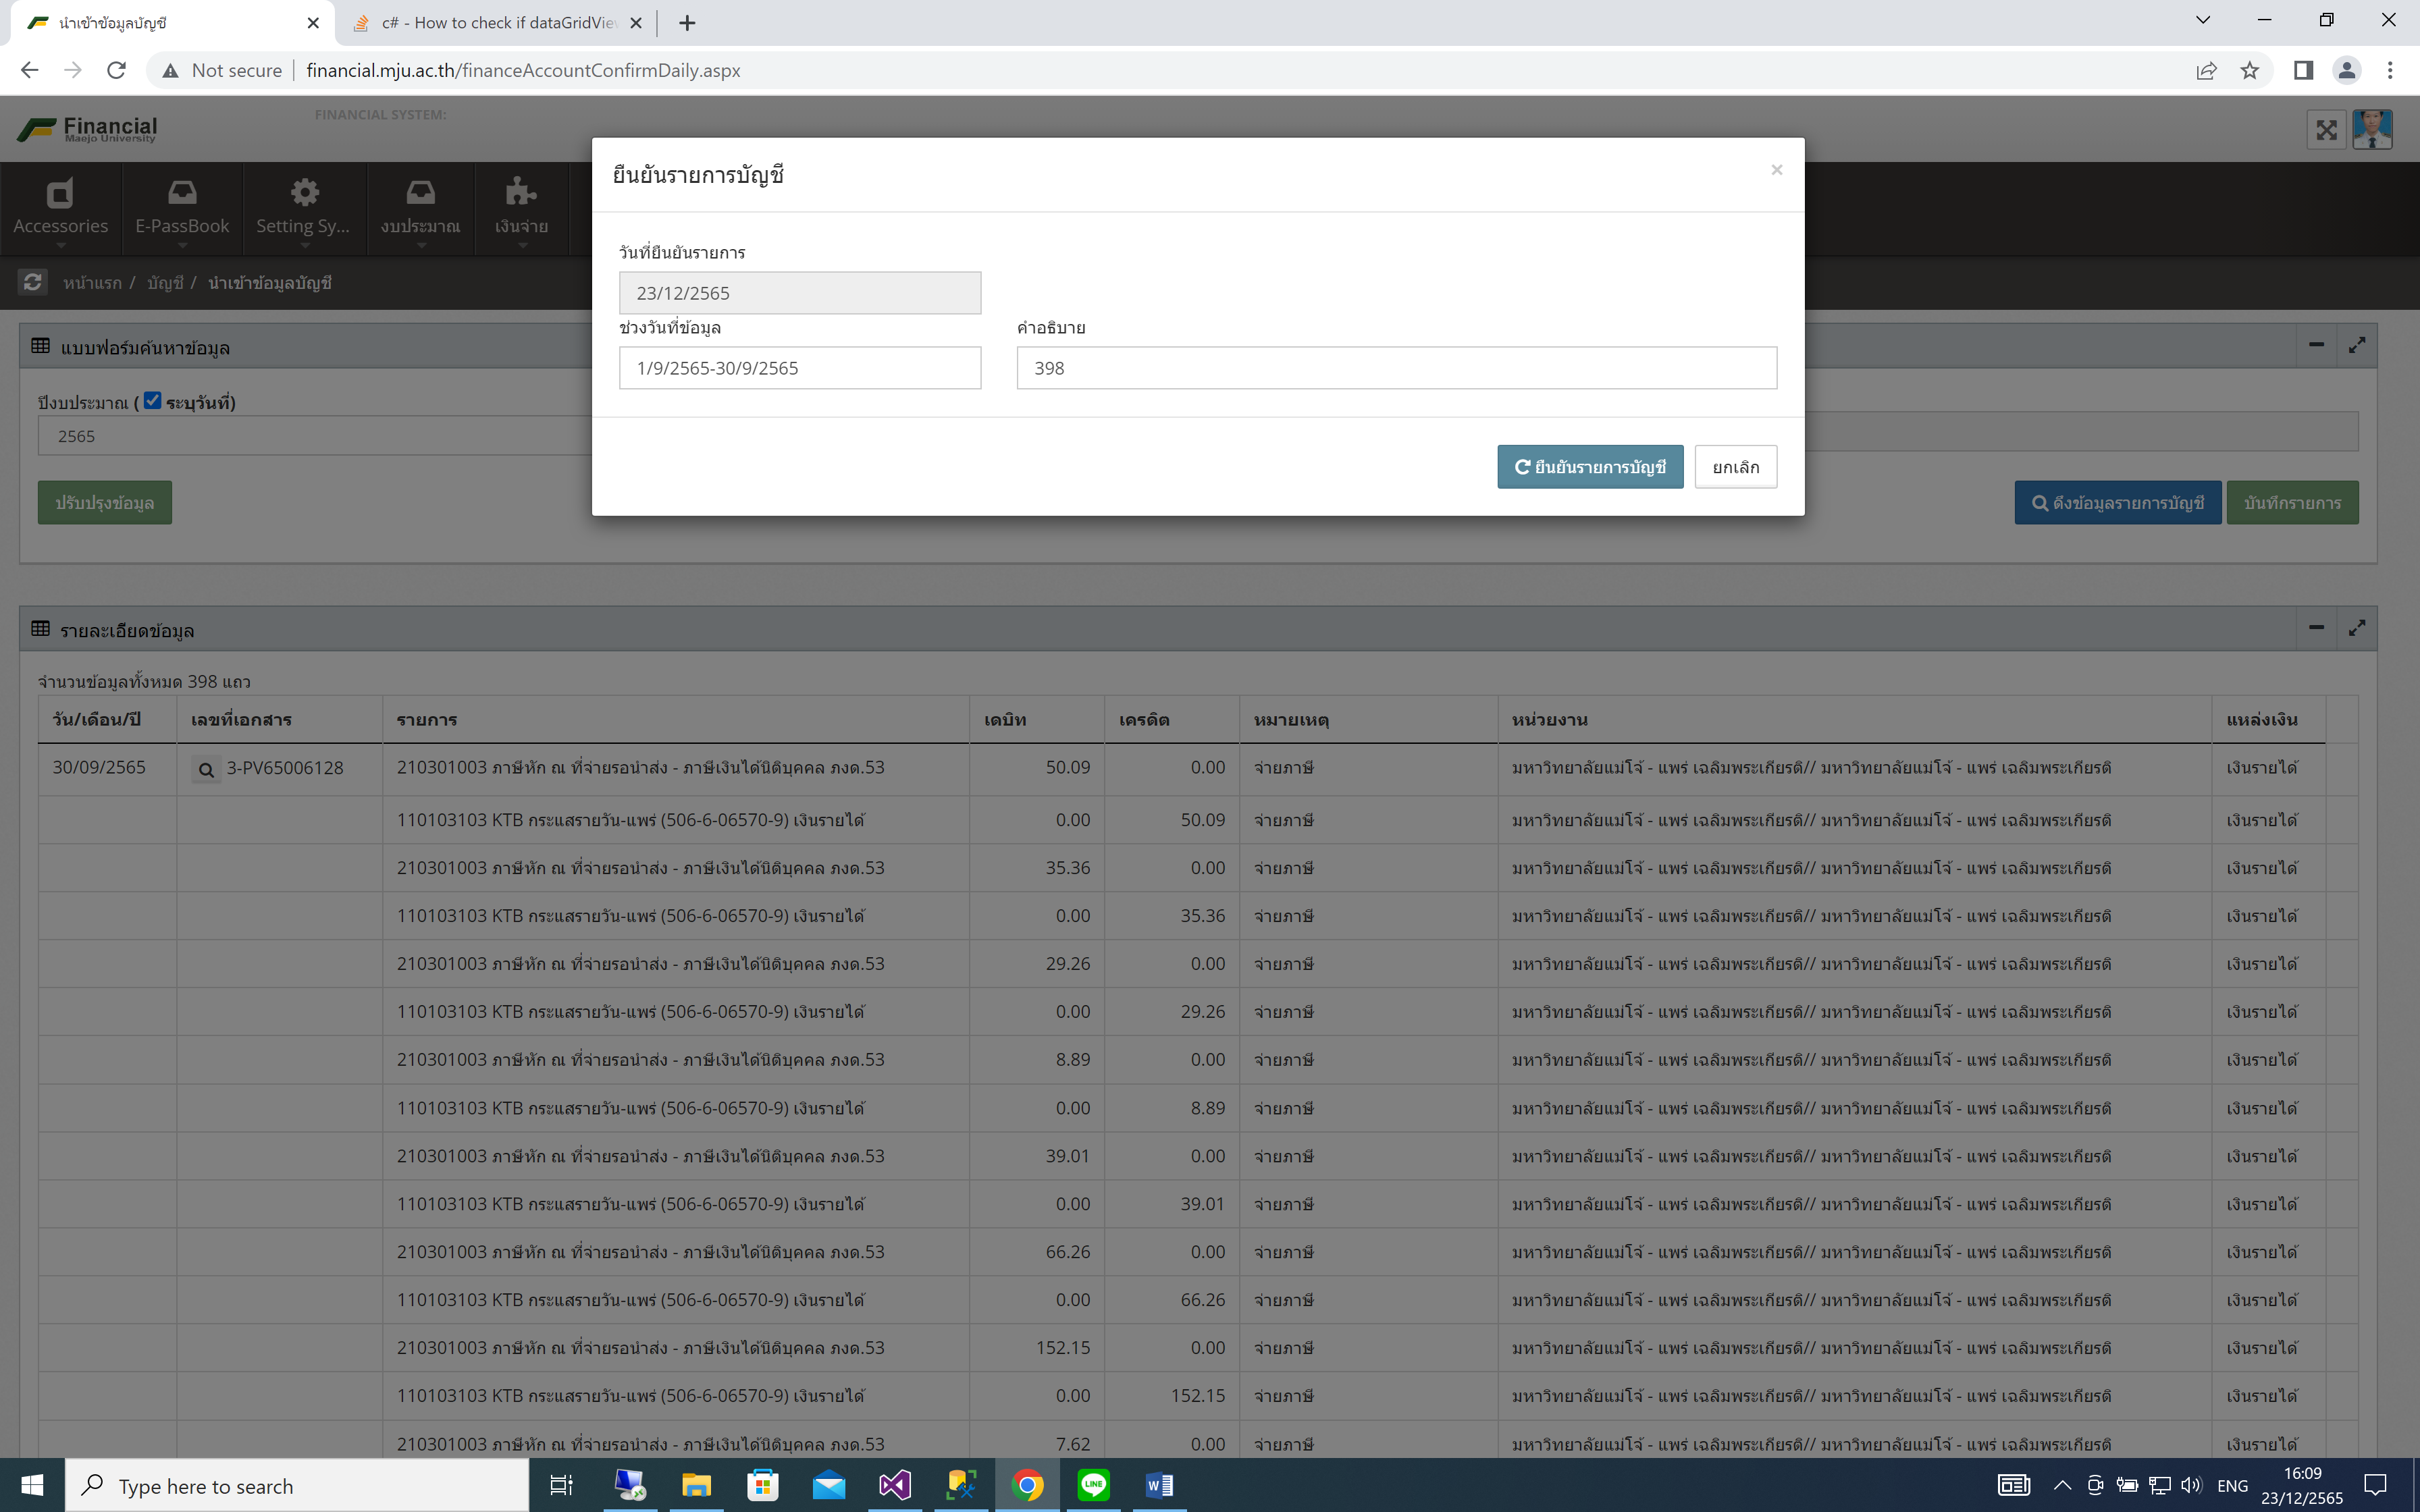 นำเข้าข้อมูลบัญชี
c# - How to check if dataGridVie
Not secure
financial.mju.ac.th/financeAccountConfirmDaily.aspx
Financial
Maejo University
FINANCIAL SYSTEM:
Accessories
E-PassBook
Setting Sy...
งบประมาณ
เงินจ่าย
หน้าแรก / บัญชี / นำเข้าข้อมูลบัญชี
ยืนยันรายการบัญชี
×
วันที่ยืนยันรายการ
23/12/2565
ช่วงวันที่ข้อมูล
คำอธิบาย
1/9/2565-30/9/2565
398
ยืนยันรายการบัญชี
ยกเลิก
แบบฟอร์มค้นหาข้อมูล
ปีงบประมาณ ( ระบุวันที่)
2565
ปรับปรุงข้อมูล
ดึงข้อมูลรายการบัญชี
บันทึกรายการ
รายละเอียดข้อมูล
จำนวนข้อมูลทั้งหมด 398 แถว
วัน/เดือน/ปี เลขที่เอกสาร รายการ เดบิท เครดิต หมายเหตุ หน่วยงาน แหล่งเงิน
30/09/2565 3-PV65006128 210301003 ภาษีหัก ณ ที่จ่ายรอนำส่ง - ภาษีเงินได้นิติบุคคล ภงด.53 50.09 0.00 จ่ายภาษี มหาวิทยาลัยแม่โจ้ - แพร่ เฉลิมพระเกียรติ// มหาวิทยาลัยแม่โจ้ - แพร่ เฉลิมพระเกียรติ เงินรายได้
110103103 KTB กระแสรายวัน-แพร่ (506-6-06570-9) เงินรายได้ 0.00 50.09 จ่ายภาษี มหาวิทยาลัยแม่โจ้ - แพร่ เฉลิมพระเกียรติ// มหาวิทยาลัยแม่โจ้ - แพร่ เฉลิมพระเกียรติ เงินรายได้
210301003 ภาษีหัก ณ ที่จ่ายรอนำส่ง - ภาษีเงินได้นิติบุคคล ภงด.53 35.36 0.00 จ่ายภาษี มหาวิทยาลัยแม่โจ้ - แพร่ เฉลิมพระเกียรติ// มหาวิทยาลัยแม่โจ้ - แพร่ เฉลิมพระเกียรติ เงินรายได้
110103103 KTB กระแสรายวัน-แพร่ (506-6-06570-9) เงินรายได้ 0.00 35.36 จ่ายภาษี มหาวิทยาลัยแม่โจ้ - แพร่ เฉลิมพระเกียรติ// มหาวิทยาลัยแม่โจ้ - แพร่ เฉลิมพระเกียรติ เงินรายได้
210301003 ภาษีหัก ณ ที่จ่ายรอนำส่ง - ภาษีเงินได้นิติบุคคล ภงด.53 29.26 0.00 จ่ายภาษี มหาวิทยาลัยแม่โจ้ - แพร่ เฉลิมพระเกียรติ// มหาวิทยาลัยแม่โจ้ - แพร่ เฉลิมพระเกียรติ เงินรายได้
110103103 KTB กระแสรายวัน-แพร่ (506-6-06570-9) เงินรายได้ 0.00 29.26 จ่ายภาษี มหาวิทยาลัยแม่โจ้ - แพร่ เฉลิมพระเกียรติ// มหาวิทยาลัยแม่โจ้ - แพร่ เฉลิมพระเกียรติ เงินรายได้
210301003 ภาษีหัก ณ ที่จ่ายรอนำส่ง - ภาษีเงินได้นิติบุคคล ภงด.53 8.89 0.00 จ่ายภาษี มหาวิทยาลัยแม่โจ้ - แพร่ เฉลิมพระเกียรติ// มหาวิทยาลัยแม่โจ้ - แพร่ เฉลิมพระเกียรติ เงินรายได้
110103103 KTB กระแสรายวัน-แพร่ (506-6-06570-9) เงินรายได้ 0.00 8.89 จ่ายภาษี มหาวิทยาลัยแม่โจ้ - แพร่ เฉลิมพระเกียรติ// มหาวิทยาลัยแม่โจ้ - แพร่ เฉลิมพระเกียรติ เงินรายได้
210301003 ภาษีหัก ณ ที่จ่ายรอนำส่ง - ภาษีเงินได้นิติบุคคล ภงด.53 39.01 0.00 จ่ายภาษี มหาวิทยาลัยแม่โจ้ - แพร่ เฉลิมพระเกียรติ// มหาวิทยาลัยแม่โจ้ - แพร่ เฉลิมพระเกียรติ เงินรายได้
110103103 KTB กระแสรายวัน-แพร่ (506-6-06570-9) เงินรายได้ 0.00 39.01 จ่ายภาษี มหาวิทยาลัยแม่โจ้ - แพร่ เฉลิมพระเกียรติ// มหาวิทยาลัยแม่โจ้ - แพร่ เฉลิมพระเกียรติ เงินรายได้
210301003 ภาษีหัก ณ ที่จ่ายรอนำส่ง - ภาษีเงินได้นิติบุคคล ภงด.53 66.26 0.00 จ่ายภาษี มหาวิทยาลัยแม่โจ้ - แพร่ เฉลิมพระเกียรติ// มหาวิทยาลัยแม่โจ้ - แพร่ เฉลิมพระเกียรติ เงินรายได้
110103103 KTB กระแสรายวัน-แพร่ (506-6-06570-9) เงินรายได้ 0.00 66.26 จ่ายภาษี มหาวิทยาลัยแม่โจ้ - แพร่ เฉลิมพระเกียรติ// มหาวิทยาลัยแม่โจ้ - แพร่ เฉลิมพระเกียรติ เงินรายได้
210301003 ภาษีหัก ณ ที่จ่ายรอนำส่ง - ภาษีเงินได้นิติบุคคล ภงด.53 152.15 0.00 จ่ายภาษี มหาวิทยาลัยแม่โจ้ - แพร่ เฉลิมพระเกียรติ// มหาวิทยาลัยแม่โจ้ - แพร่ เฉลิมพระเกียรติ เงินรายได้
110103103 KTB กระแสรายวัน-แพร่ (506-6-06570-9) เงินรายได้ 0.00 152.15 จ่ายภาษี มหาวิทยาลัยแม่โจ้ - แพร่ เฉลิมพระเกียรติ// มหาวิทยาลัยแม่โจ้ - แพร่ เฉลิมพระเกียรติ เงินรายได้
210301003 ภาษีหัก ณ ที่จ่ายรอนำส่ง - ภาษีเงินได้นิติบุคคล ภงด.53 7.62 0.00 จ่ายภาษี มหาวิทยาลัยแม่โจ้ - แพร่ เฉลิมพระเกียรติ// มหาวิทยาลัยแม่โจ้ - แพร่ เฉลิมพระเกียรติ เงินรายได้
Type here to search
LINE
W
ENG
16:09
23/12/2565